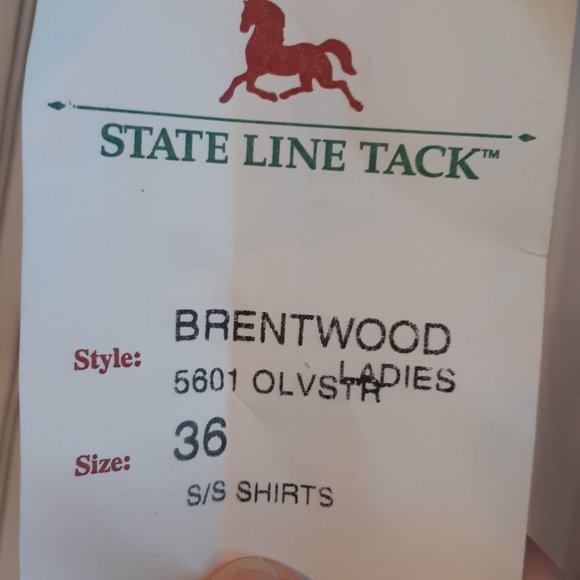 STATE LINE TACK™
Style: BRENTWOOD
5601 OLVSTR LADIES
Size: 36
S/S SHIRTS